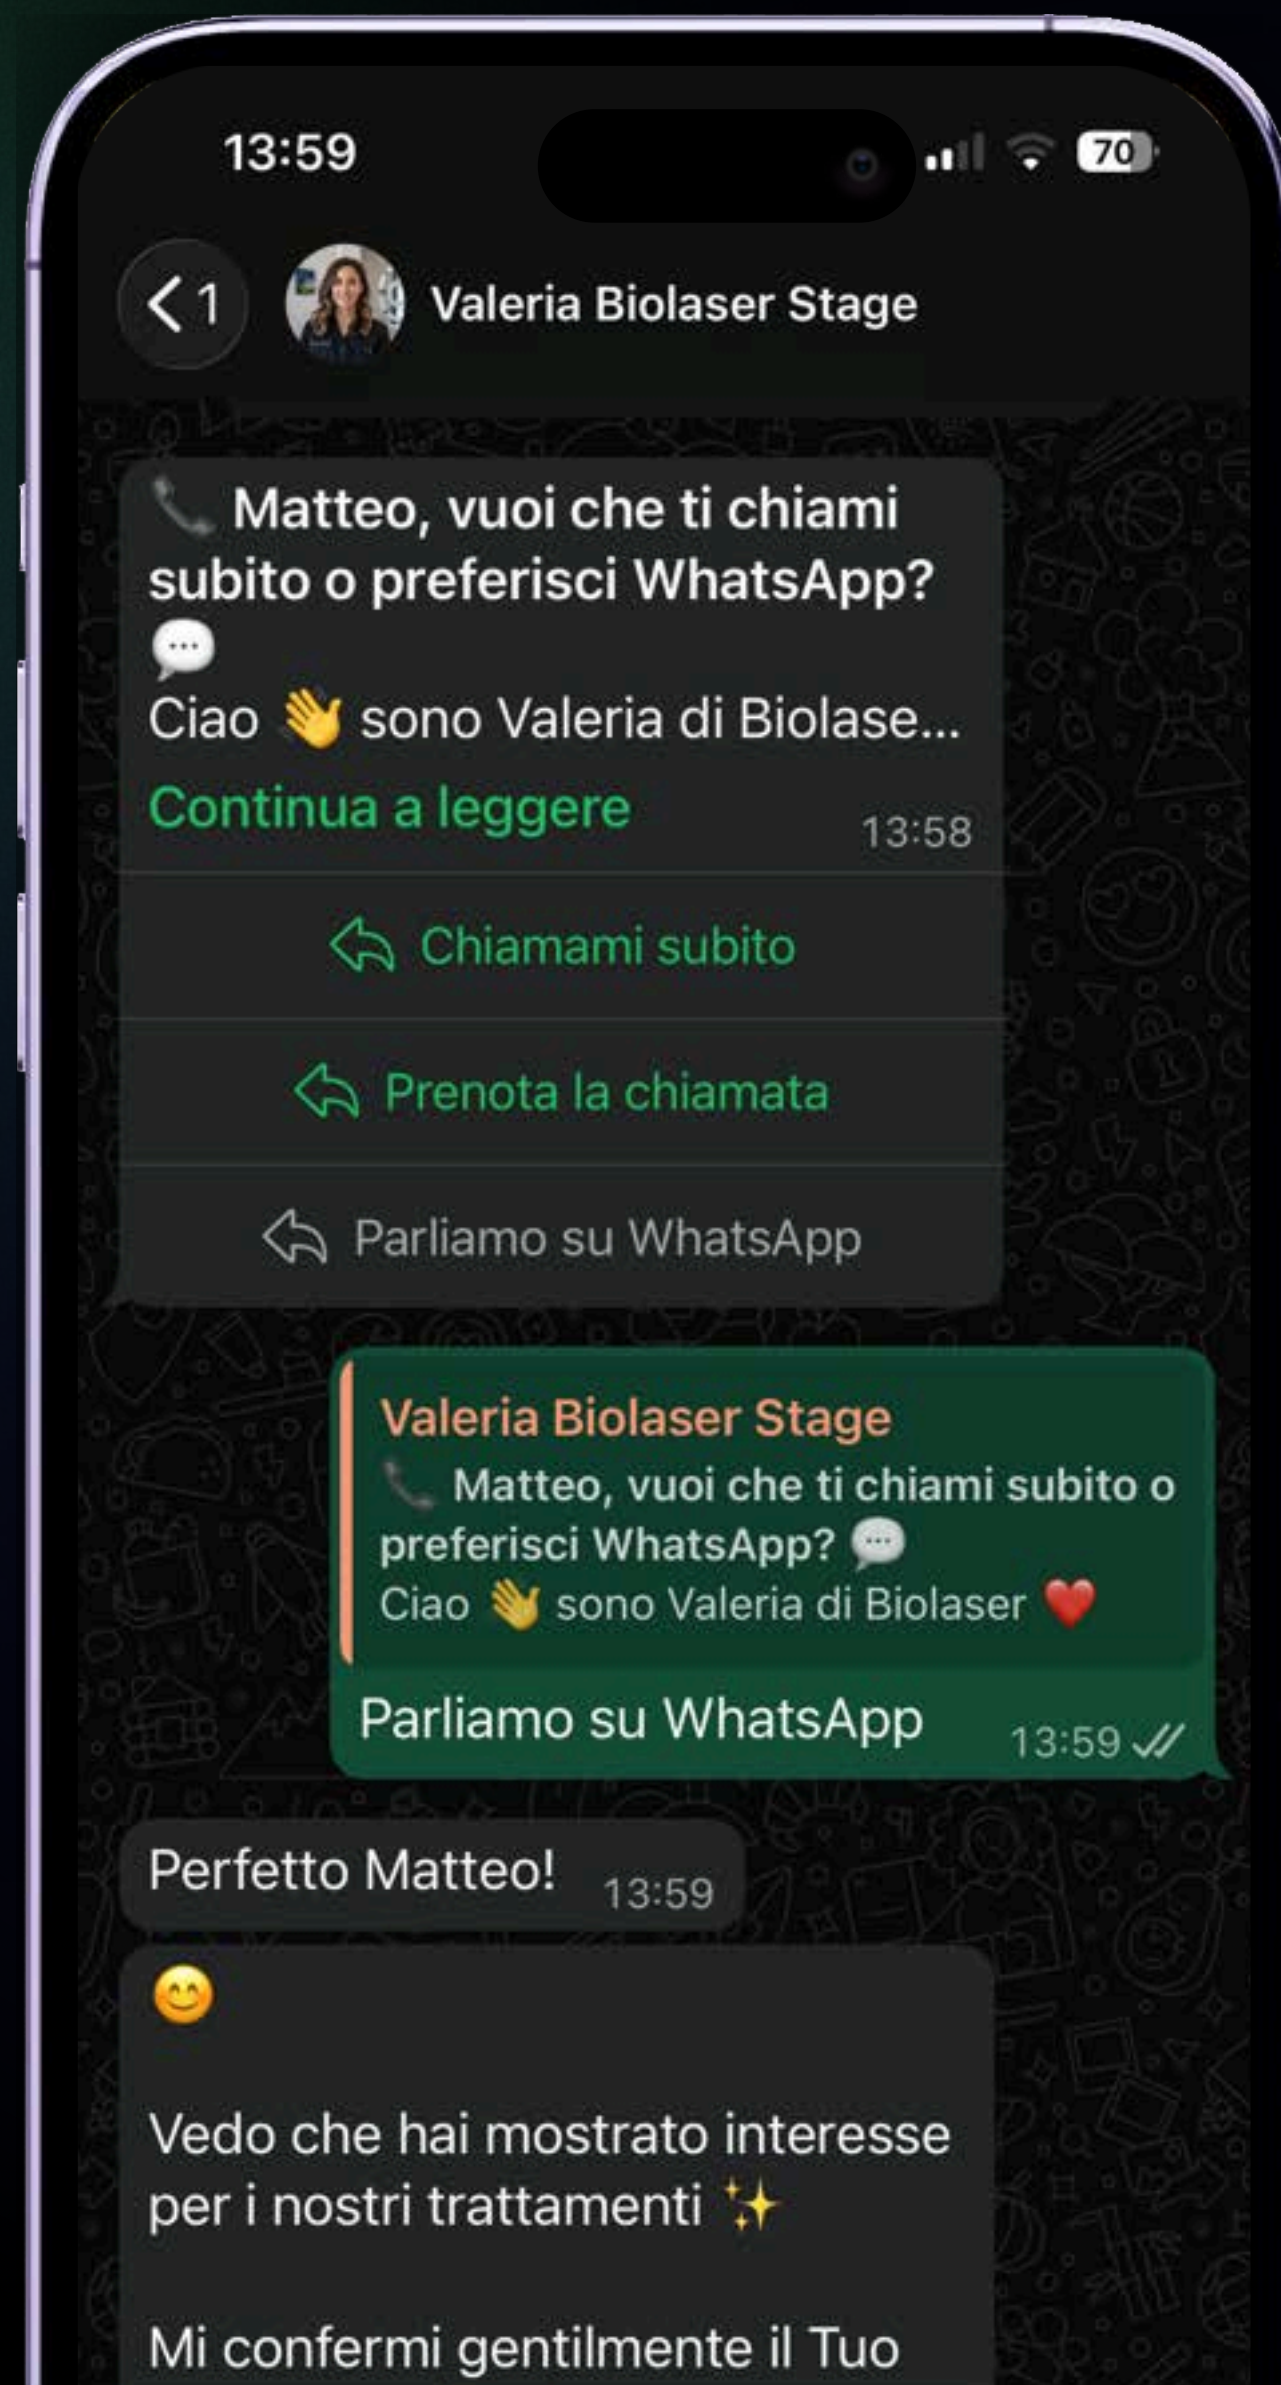 13:59
70
1
Valeria Biolaser Stage
📞 Matteo, vuoi che ti chiami
subito o preferisci WhatsApp?
💬
Ciao 👋 sono Valeria di Biolase...
Continua a leggere
13:58
Chiamami subito
Prenota la chiamata
Parliamo su WhatsApp
Valeria Biolaser Stage
📞 Matteo, vuoi che ti chiami subito o
preferisci WhatsApp? 💬
Ciao 👋 sono Valeria di Biolaser ❤️
Parliamo su WhatsApp
13:59
Perfetto Matteo!
13:59
😊
Vedo che hai mostrato interesse
per i nostri trattamenti ✨
Mi confermi gentilmente il Tuo